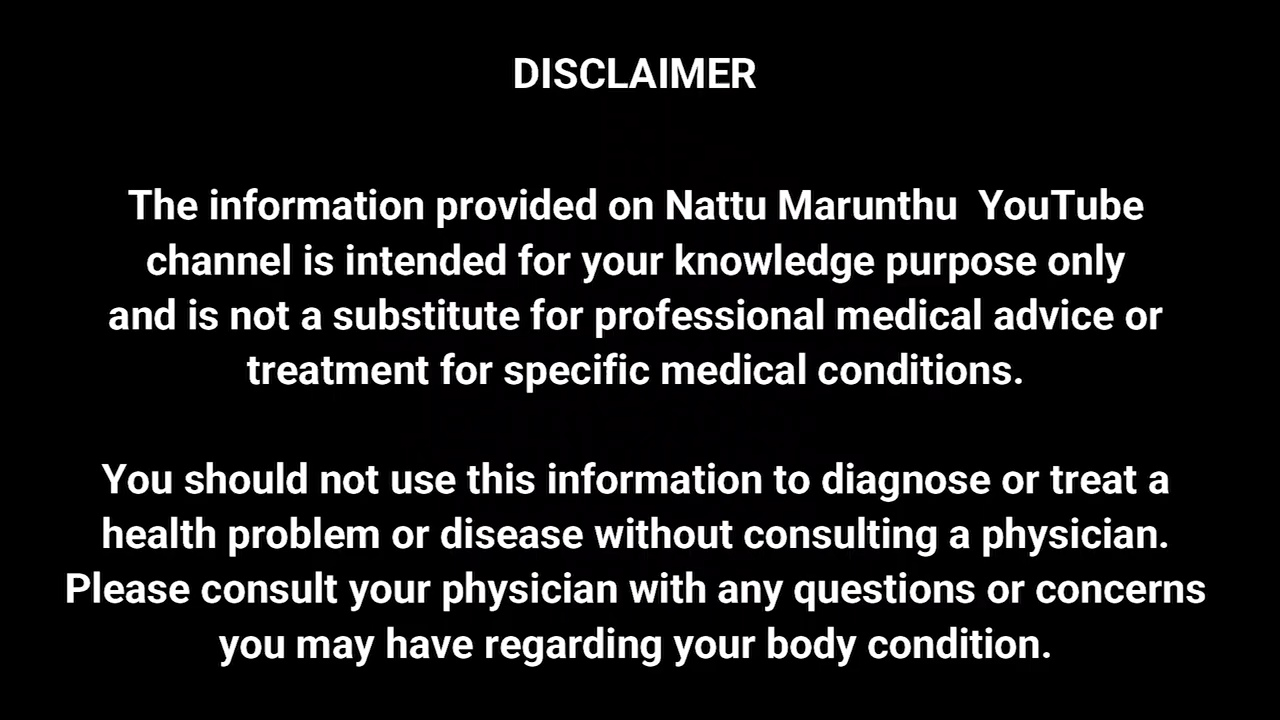 DISCLAIMER
The information provided on Nattu Marunthu  YouTube
channel is intended for your knowledge purpose only
and is not a substitute for professional medical advice or
treatment for specific medical conditions.
You should not use this information to diagnose or treat a
health problem or disease without consulting a physician.
Please consult your physician with any questions or concerns
you may have regarding your body condition.